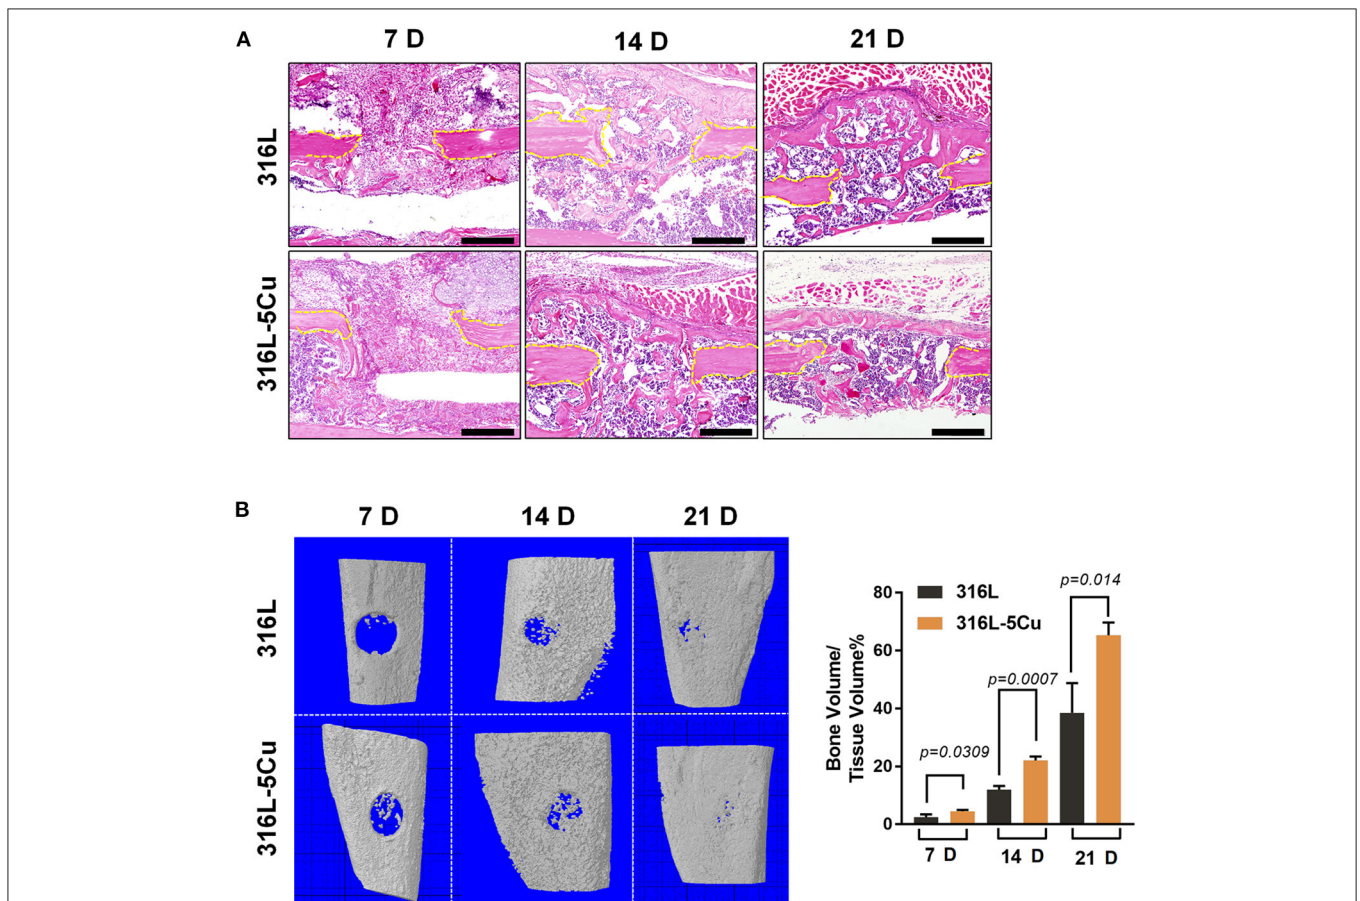 A
7 D
14 D
21 D
316L
316L-5Cu
B
7 D
14 D
21 D
316L
316L-5Cu
Bone Volume/
Tissue Volume%
80
60
40
20
0
316L
316L-5Cu
p=0.0309
p=0.0007
p=0.014
7 D
14 D
21 D